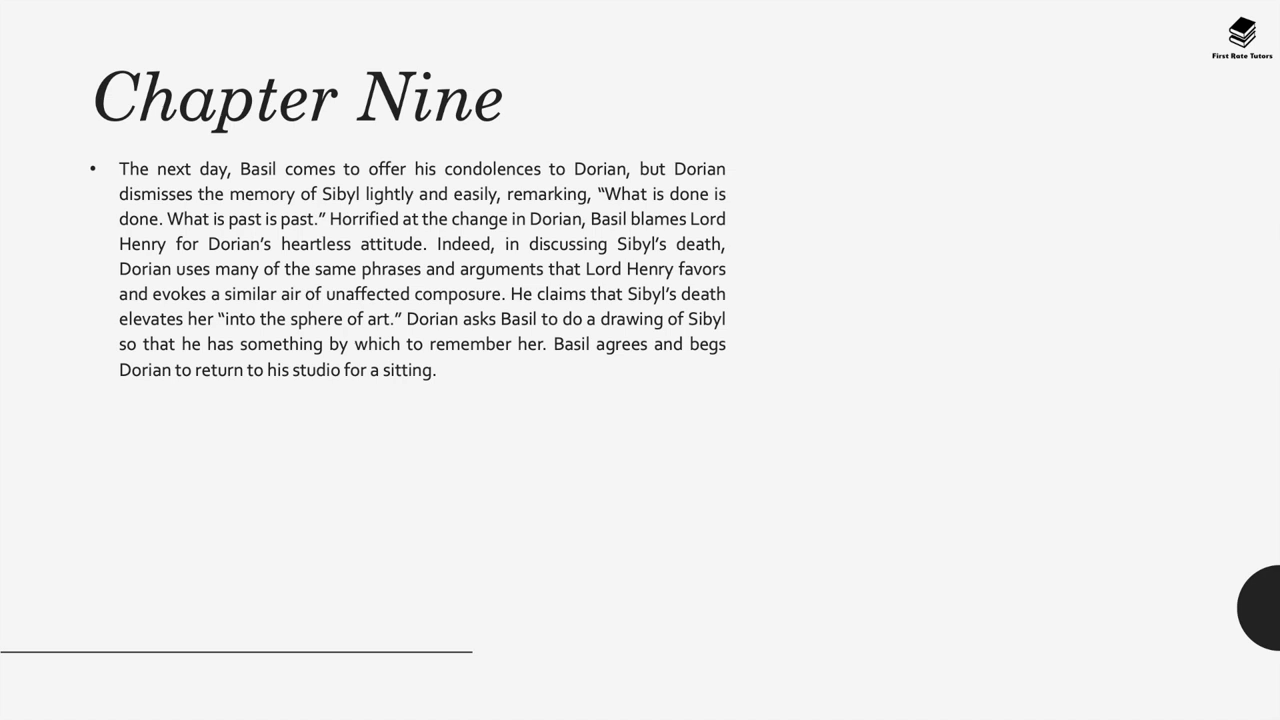 First Rate Tutors
Chapter Nine
• The next day, Basil comes to offer his condolences to Dorian, but Dorian
dismisses the memory of Sibyl lightly and easily, remarking, “What is done is
done. What is past is past.” Horrified at the change in Dorian, Basil blames Lord
Henry for Dorian’s heartless attitude. Indeed, in discussing Sibyl’s death,
Dorian uses many of the same phrases and arguments that Lord Henry favors
and evokes a similar air of unaffected composure. He claims that Sibyl’s death
elevates her “into the sphere of art.” Dorian asks Basil to do a drawing of Sibyl
so that he has something by which to remember her. Basil agrees and begs
Dorian to return to his studio for a sitting.